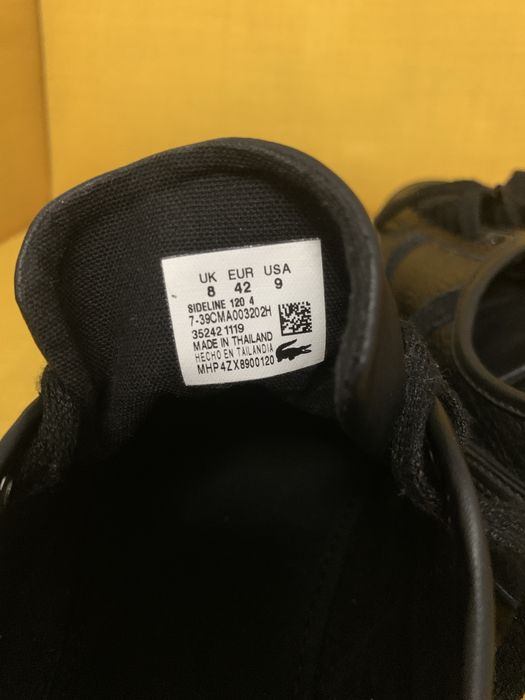 UK EUR USA
8 42 9
SIDELINE 120 4
7-39CMA003202H
35242 1119
MADE IN THAILAND
HECHO EN TAILANDIA
MHP4ZX8900120